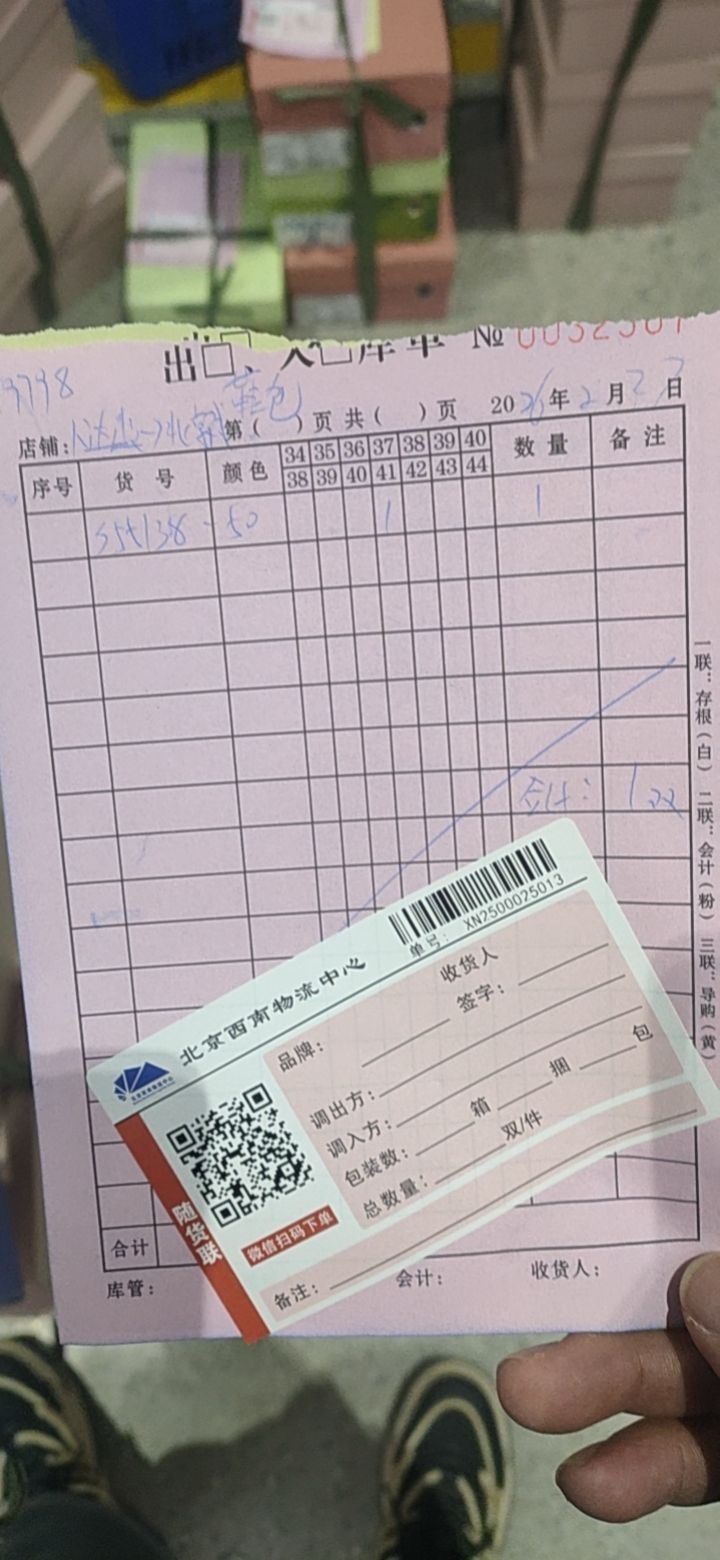 出□、入□库单 №
9798
鞋包
店铺: 第( )页 共( )页 2026年2月27日
序号 货号 颜色 34 35 36 37 38 39 40 数量 备注
38 39 40 41 42 43 44
50 1 1
合计: 1双
一联:存根(白) 二联:会计(粉) 三联:导购(黄)
合计
库管: 会计: 收货人:
北京西南物流中心
单号: XN2500025013
收货人
品牌: 签字:
调出方:
调入方:
包装数: 箱 捆 包
总数量: 双/件
随货联
微信扫码下单
备注: